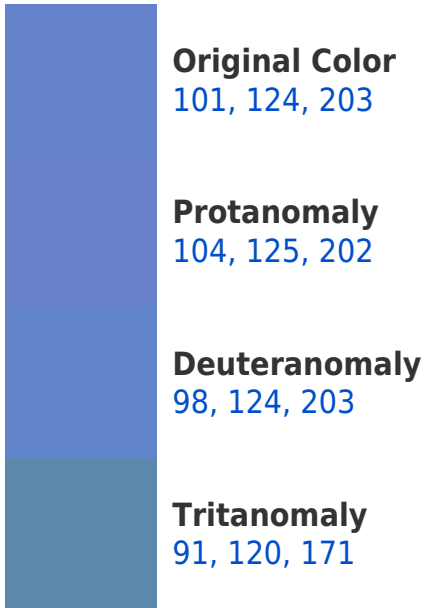 Original Color
101, 124, 203
Protanomaly
104, 125, 202
Deuteranomaly
98, 124, 203
Tritanomaly
91, 120, 171